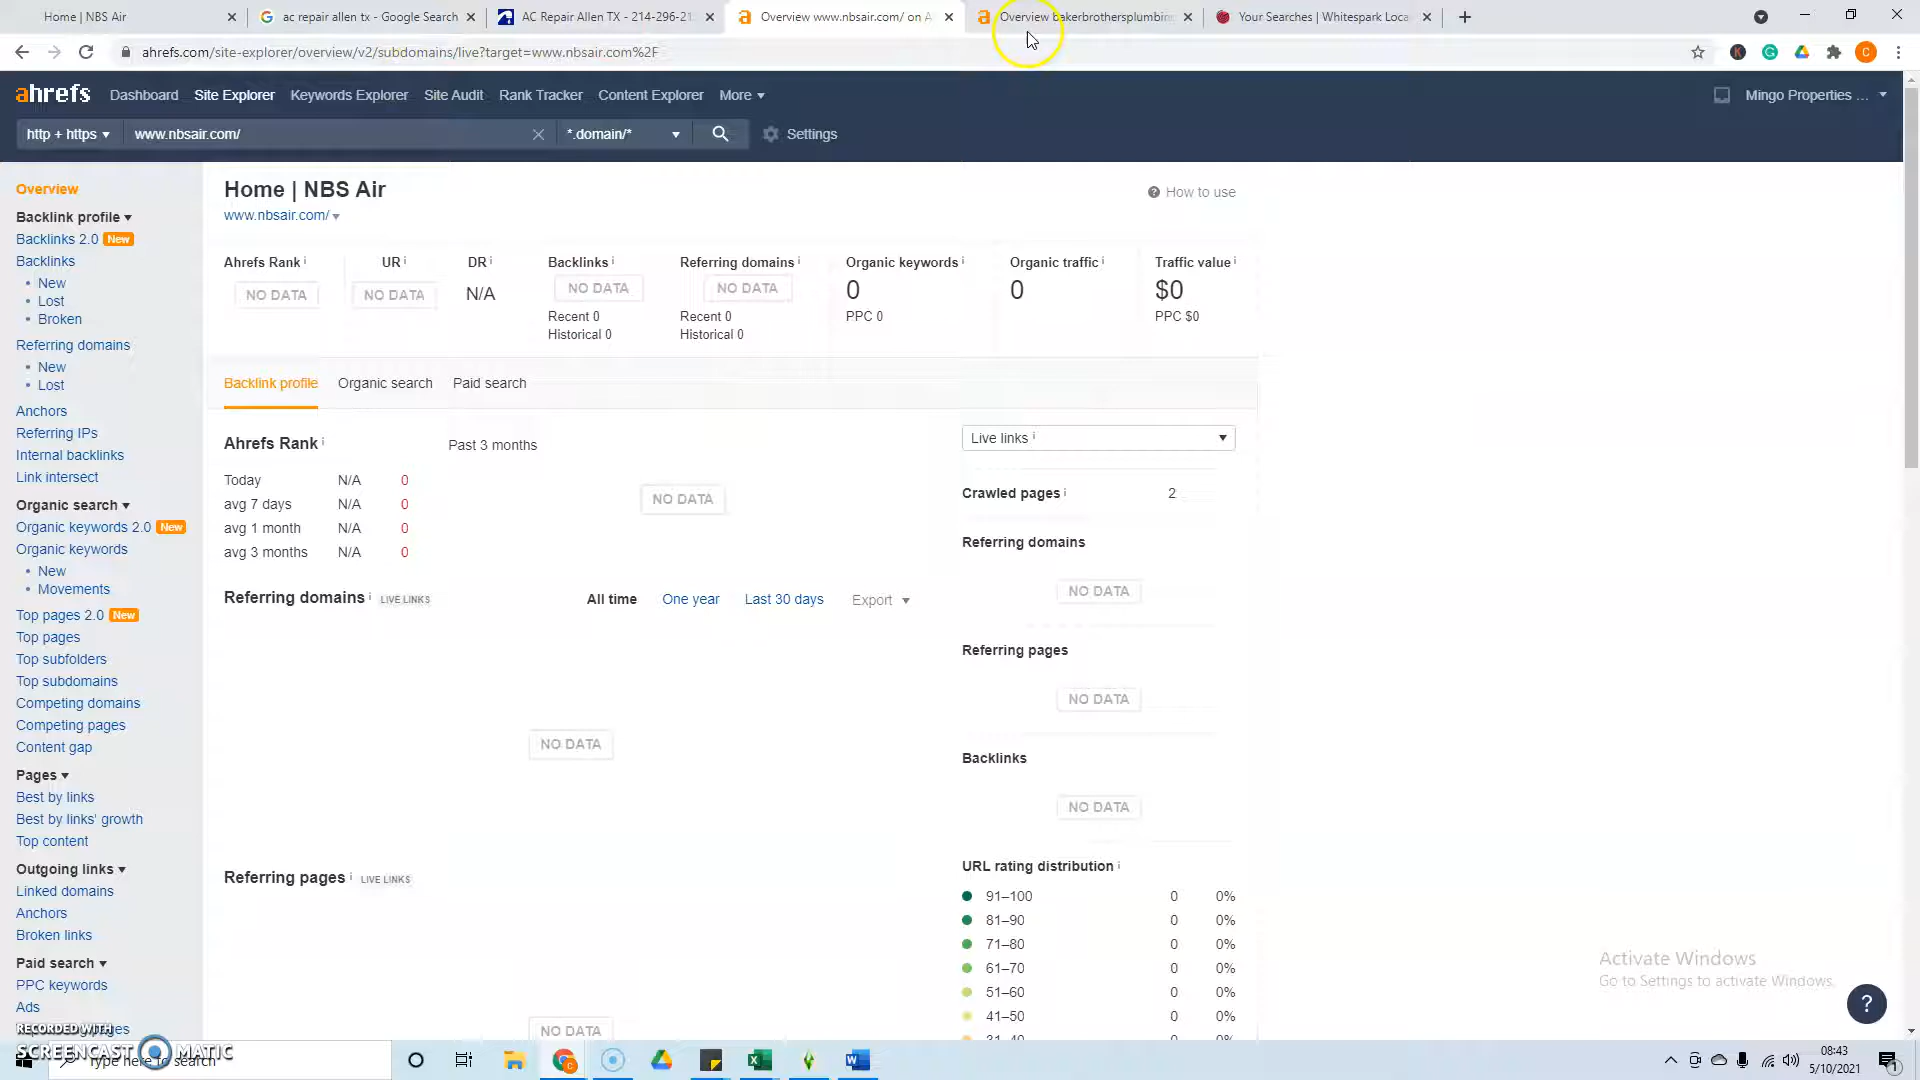 Home | NBS Air
ac repair allen tx - Google Search
AC Repair Allen TX - 214-296-21
Overview www.nbsair.com/ on A
Overview bakerbrothersplumbin
Your Searches | Whitespark Loca
ahrefs.com/site-explorer/overview/v2/subdomains/live?target=www.nbsair.com%2F
C
ahrefs
Dashboard
Site Explorer
Keywords Explorer
Site Audit
Rank Tracker
Content Explorer
More
Mingo Properties ...
http + https
www.nbsair.com/
*.domain/*
Settings
Overview
Backlink profile
Backlinks 2.0 New
Backlinks
• New
• Lost
• Broken
Referring domains
• New
• Lost
Anchors
Referring IPs
Internal backlinks
Link intersect
Organic search
Organic keywords 2.0 New
Organic keywords
• New
• Movements
Top pages 2.0 New
Top pages
Top subfolders
Top subdomains
Competing domains
Competing pages
Content gap
Pages
Best by links
Best by links' growth
Top content
Outgoing links
Linked domains
Anchors
Broken links
Paid search
PPC keywords
Ads
Home | NBS Air
www.nbsair.com/
How to use
Ahrefs Rank
NO DATA
UR
NO DATA
DR
N/A
Backlinks
NO DATA
Recent 0
Historical 0
Referring domains
NO DATA
Recent 0
Historical 0
Organic keywords
0
PPC 0
Organic traffic
0
Traffic value
$0
PPC $0
Backlink profile
Organic search
Paid search
Ahrefs Rank
Past 3 months
Today N/A 0
avg 7 days N/A 0
avg 1 month N/A 0
avg 3 months N/A 0
NO DATA
Referring domains LIVE LINKS
All time
One year
Last 30 days
Export
NO DATA
Referring pages LIVE LINKS
NO DATA
Live links
Crawled pages 2
Referring domains
NO DATA
Referring pages
NO DATA
Backlinks
NO DATA
URL rating distribution
91–100 0 0%
81–90 0 0%
71–80 0 0%
61–70 0 0%
51–60 0 0%
41–50 0 0%
Activate Windows
Go to Settings to activate Windows.
?
RECORDED WITH
SCREENCAST MATIC
Type here to search
08:43
5/10/2021